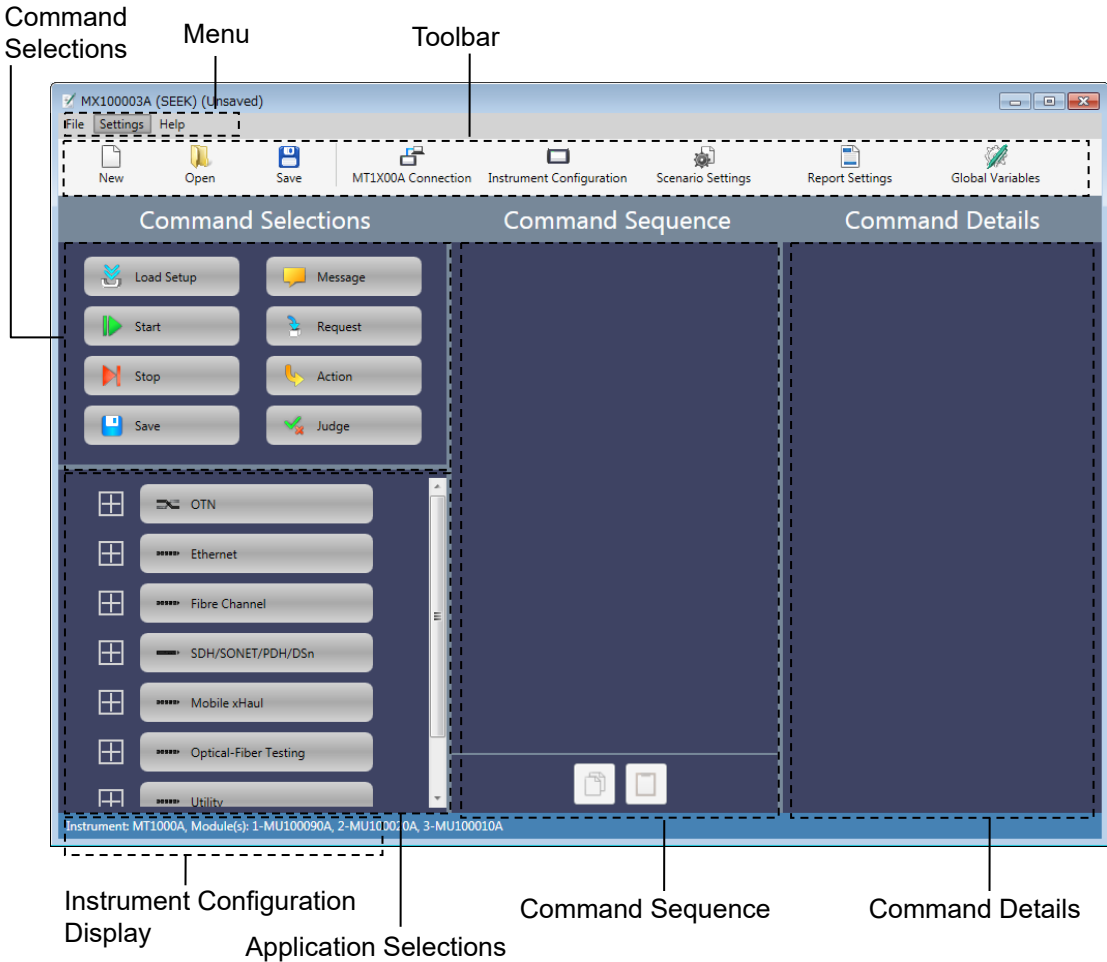 Command
Selections
Menu
Toolbar
MX100003A (SEEK) (Unsaved)
File Settings Help
New Open Save MT1X00A Connection Instrument Configuration Scenario Settings Report Settings Global Variables
Command Selections Command Sequence Command Details
Load Setup Message
Start Request
Stop Action
Save Judge
OTN
Ethernet
Fibre Channel
SDH/SONET/PDH/DSn
Mobile xHaul
Optical-Fiber Testing
Utility
Instrument: MT1000A, Module(s): 1-MU100090A, 2-MU100020A, 3-MU100010A
Instrument Configuration
Display
Application Selections
Command Sequence
Command Details